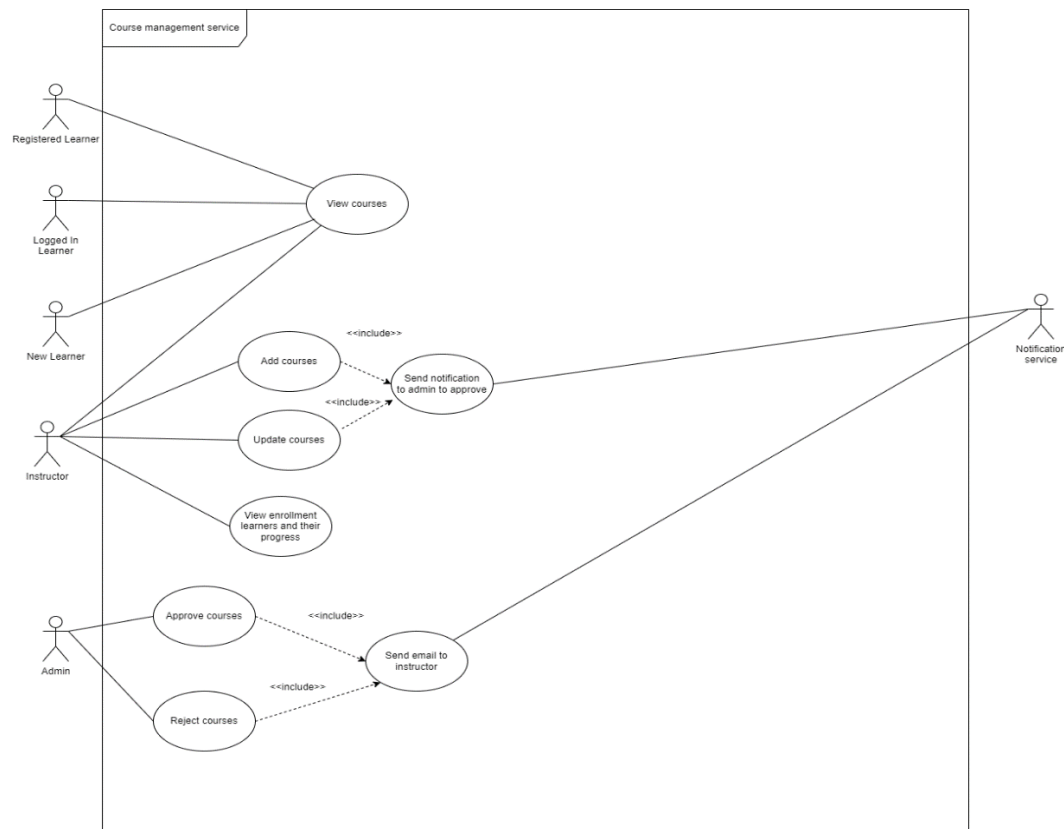 Course management service
Registered Learner
View courses
Logged In
Learner
New Learner
<<include>>
Notification
service
Add courses
Send notification
to admin to approve
<<include>>
Update courses
Instructor
View enrollment
learners and their
progress
Approve courses
<<include>>
Admin
Send email to
instructor
<<include>>
Reject courses